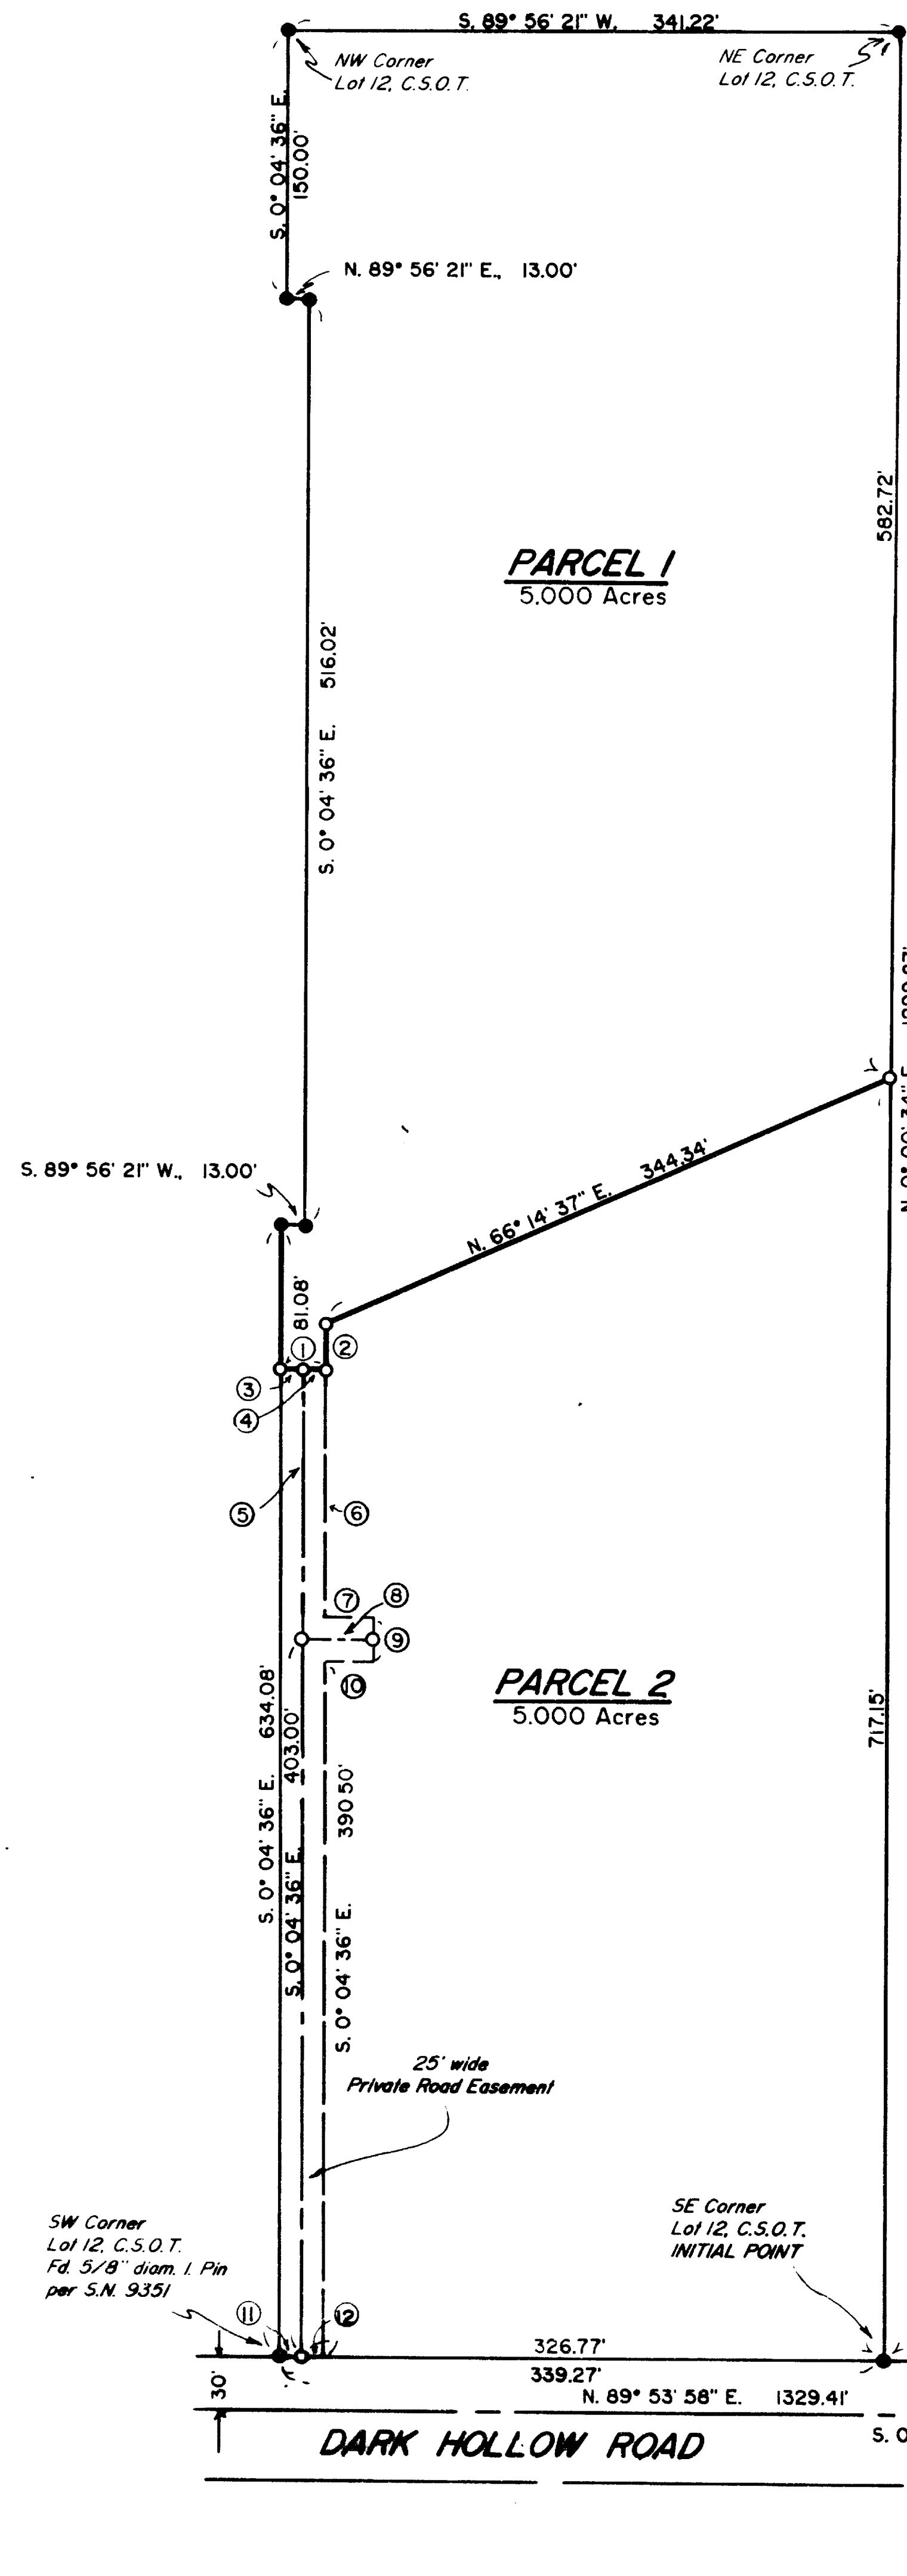 S. 89° 56' 21" W. 341.22'
NW Corner
Lot 12, C.S.O.T.
NE Corner
Lot 12, C.S.O.T.
S. 0° 04' 36" E.
150.00'
N. 89° 56' 21" E., 13.00'
582.72'
PARCEL 1
5.000 Acres
S. 0° 04' 36" E. 516.02'
N. 0° 00' 34" E.
S. 89° 56' 21" W., 13.00'
N. 66° 14' 37" E. 344.34'
81.08'
1
2
3
4
5
6
7
8
9
10
PARCEL 2
5.000 Acres
717.15'
S. 0° 04' 36" E. 634.08'
S. 0° 04' 36" E. 403.00'
S. 0° 04' 36" E. 390.50'
25' wide
Private Road Easement
SW Corner
Lot 12, C.S.O.T.
Fd. 5/8" diam. I. Pin
per S.N. 9351
SE Corner
Lot 12, C.S.O.T.
INITIAL POINT
11
12
326.77'
339.27'
30'
N. 89° 53' 58" E. 1329.41'
DARK HOLLOW ROAD
S. 0